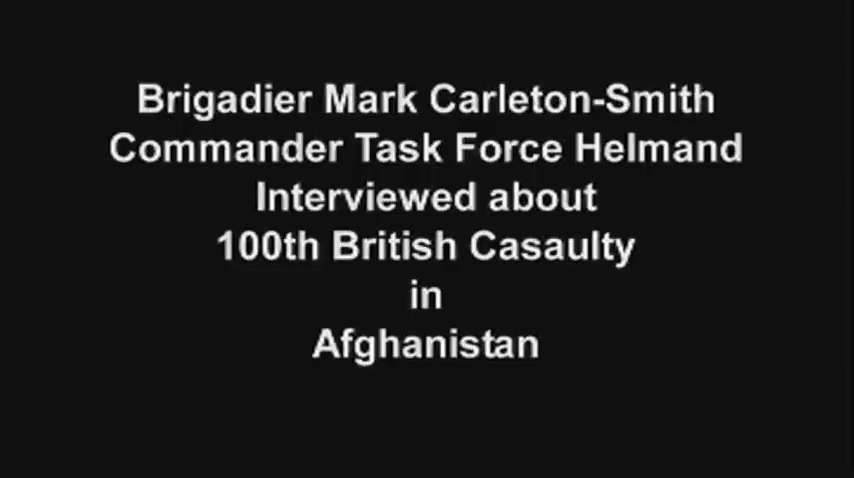 Brigadier Mark Carleton-Smith
Commander Task Force Helmand
Interviewed about
100th British Casaulty
in
Afghanistan